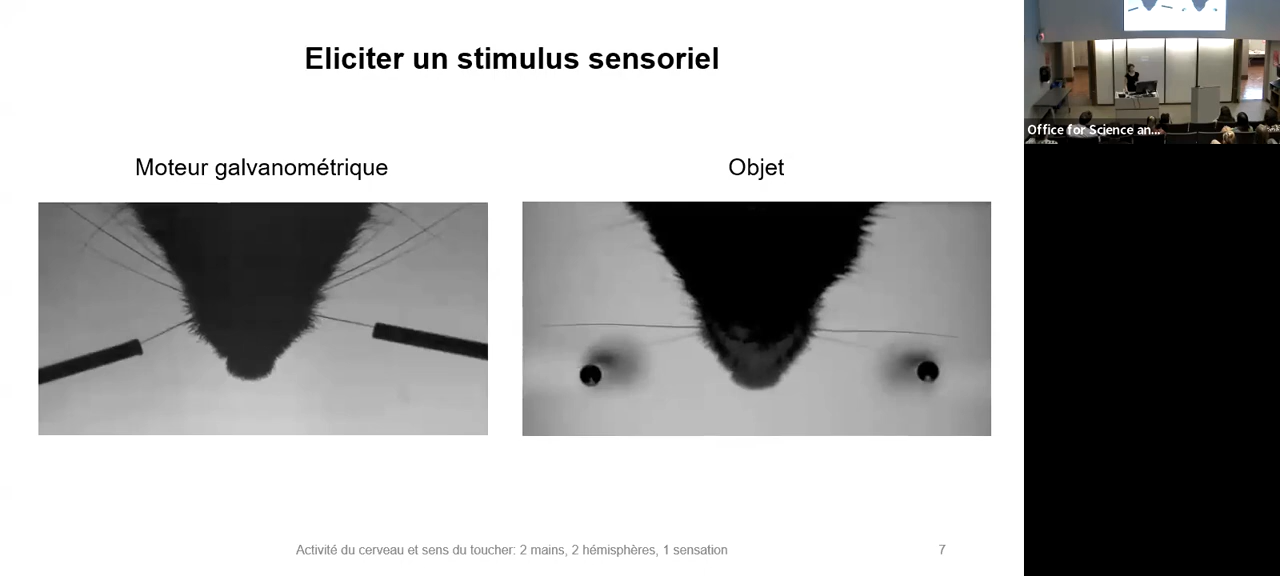 Eliciter un stimulus sensoriel
Moteur galvanométrique
Objet
Activité du cerveau et sens du toucher: 2 mains, 2 hémisphères, 1 sensation
7
Office for Science an...